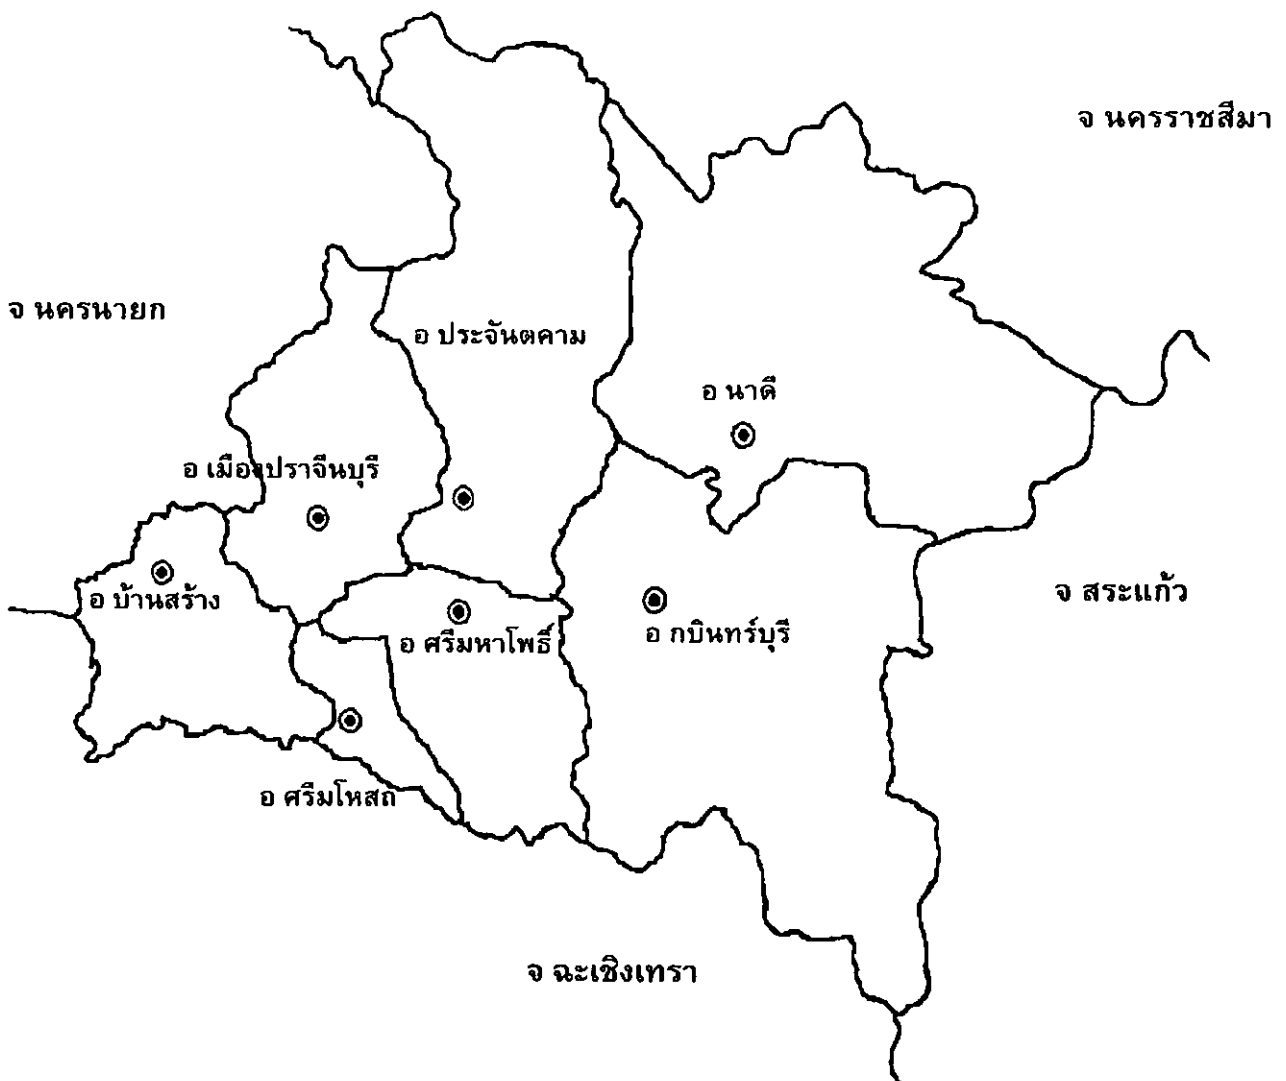 จ นครราชสีมา
จ นครนายก
อ ประจันตคาม
อ นาดี
อ เมืองปราจีนบุรี
อ บ้านสร้าง
จ สระแก้ว
อ ศรีมหาโพธิ์
อ กบินทร์บุรี
อ ศรีมโหสถ
จ ฉะเชิงเทรา